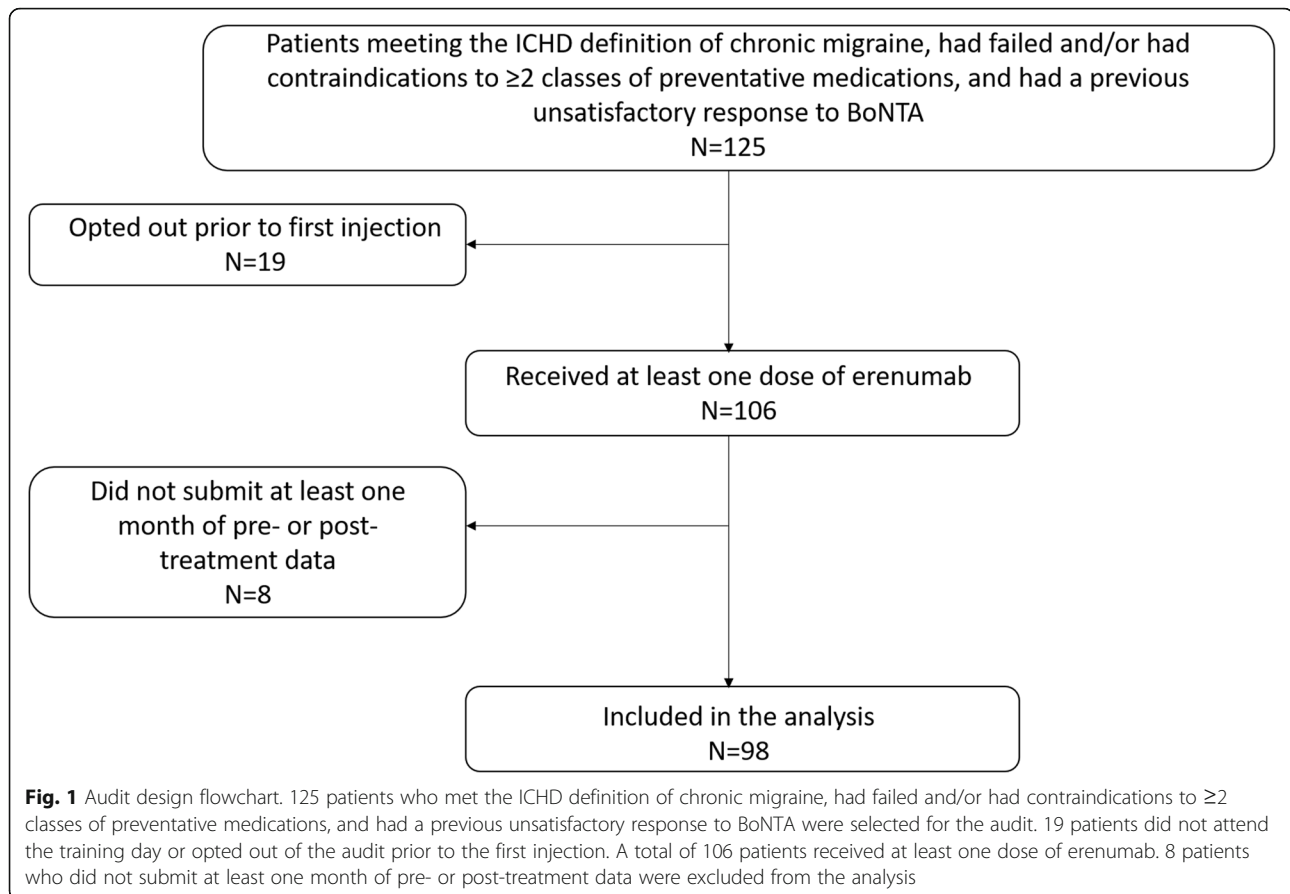 Patients meeting the ICHD definition of chronic migraine, had failed and/or had
contraindications to ≥2 classes of preventative medications, and had a previous
unsatisfactory response to BoNTA
N=125
Opted out prior to first injection
N=19
Received at least one dose of erenumab
N=106
Did not submit at least one
month of pre- or post-
treatment data
N=8
Included in the analysis
N=98
Fig. 1 Audit design flowchart. 125 patients who met the ICHD definition of chronic migraine, had failed and/or had contraindications to ≥2
classes of preventative medications, and had a previous unsatisfactory response to BoNTA were selected for the audit. 19 patients did not attend
the training day or opted out of the audit prior to the first injection. A total of 106 patients received at least one dose of erenumab. 8 patients
who did not submit at least one month of pre- or post-treatment data were excluded from the analysis